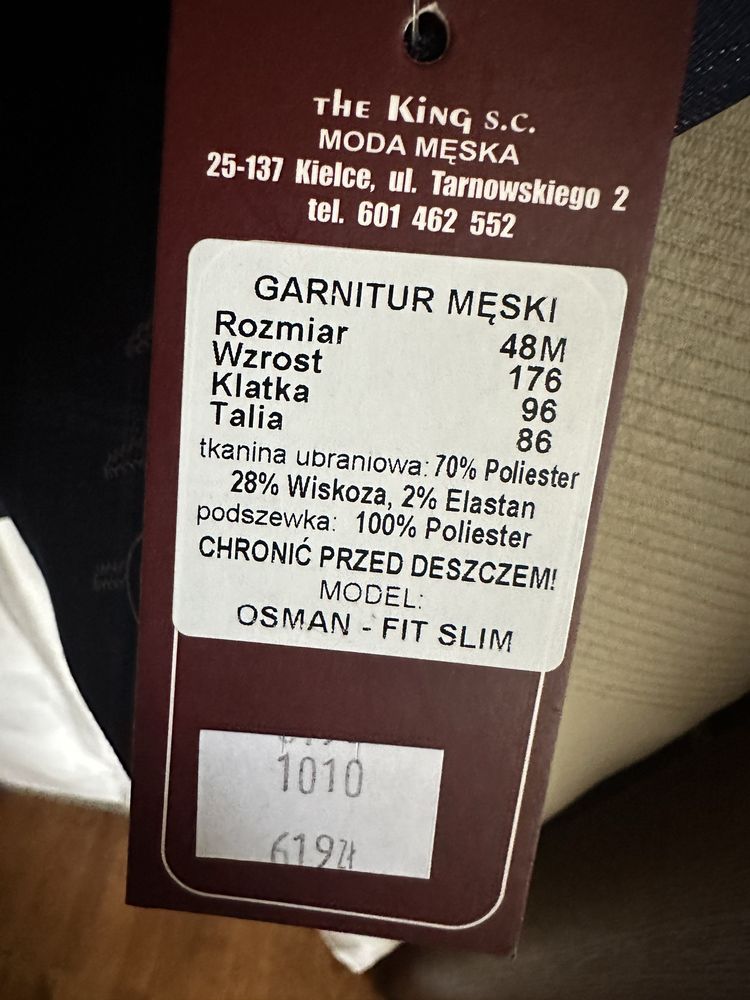 THE KING S.C.
MODA MĘSKA
25-137 Kielce, ul. Tarnowskiego 2
tel. 601 462 552
GARNITUR MĘSKI
Rozmiar 48M
Wzrost 176
Klatka 96
Talia 86
tkanina ubraniowa: 70% Poliester
28% Wiskoza, 2% Elastan
podszewka: 100% Poliester
CHRONIĆ PRZED DESZCZEM!
MODEL:
OSMAN - FIT SLIM
1010
619zł